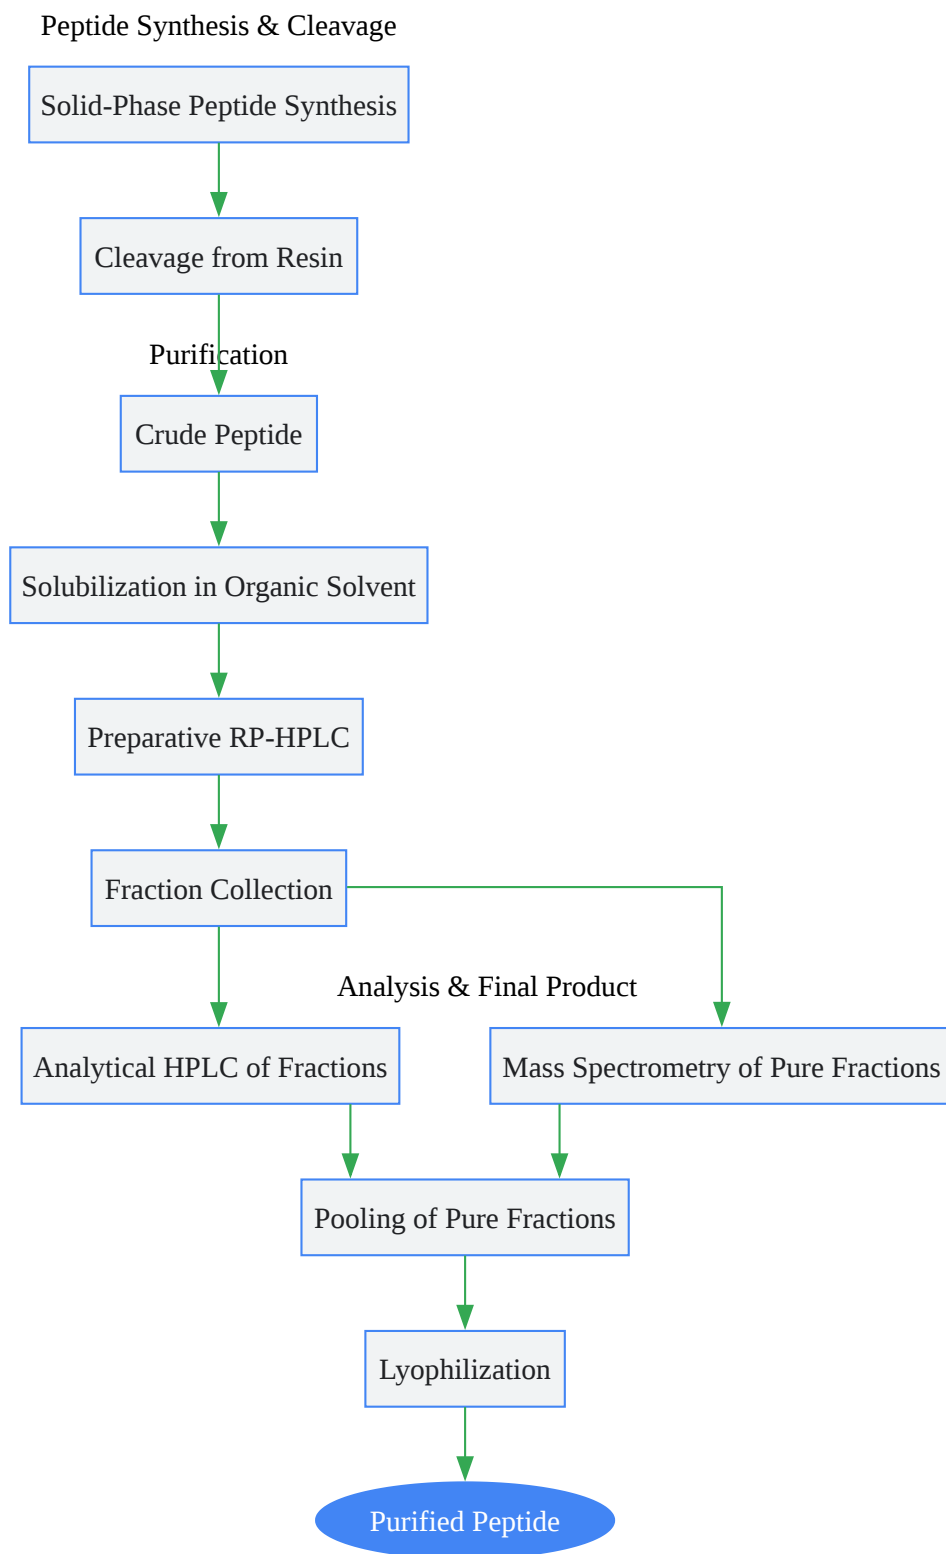 Peptide Synthesis & Cleavage
Solid-Phase Peptide Synthesis
Cleavage from Resin
Purification
Crude Peptide
Solubilization in Organic Solvent
Preparative RP-HPLC
Fraction Collection
Analysis & Final Product
Analytical HPLC of Fractions
Mass Spectrometry of Pure Fractions
Pooling of Pure Fractions
Lyophilization
Purified Peptide